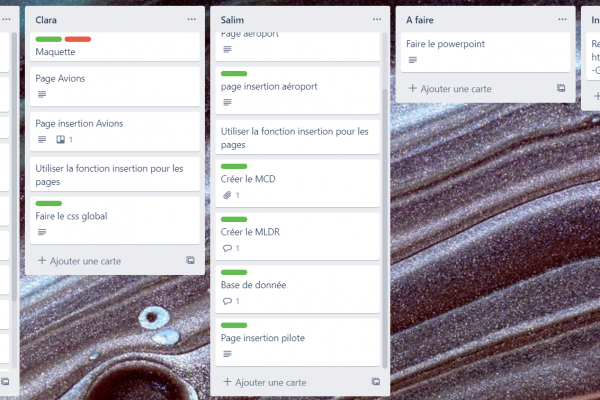 Clara
Maquette
Page Avions
Page insertion Avions
1
Utiliser la fonction insertion pour les
pages
Faire le css global
Ajouter une carte
Salim
Page aéroport
page insertion aéroport
Utiliser la fonction insertion pour les
pages
Créer le MCD
1
Créer le MLDR
1
Base de donnée
1
Page insertion pilote
Ajouter une carte
A faire
Faire le powerpoint
Ajouter une carte
In
Re
ht
-G